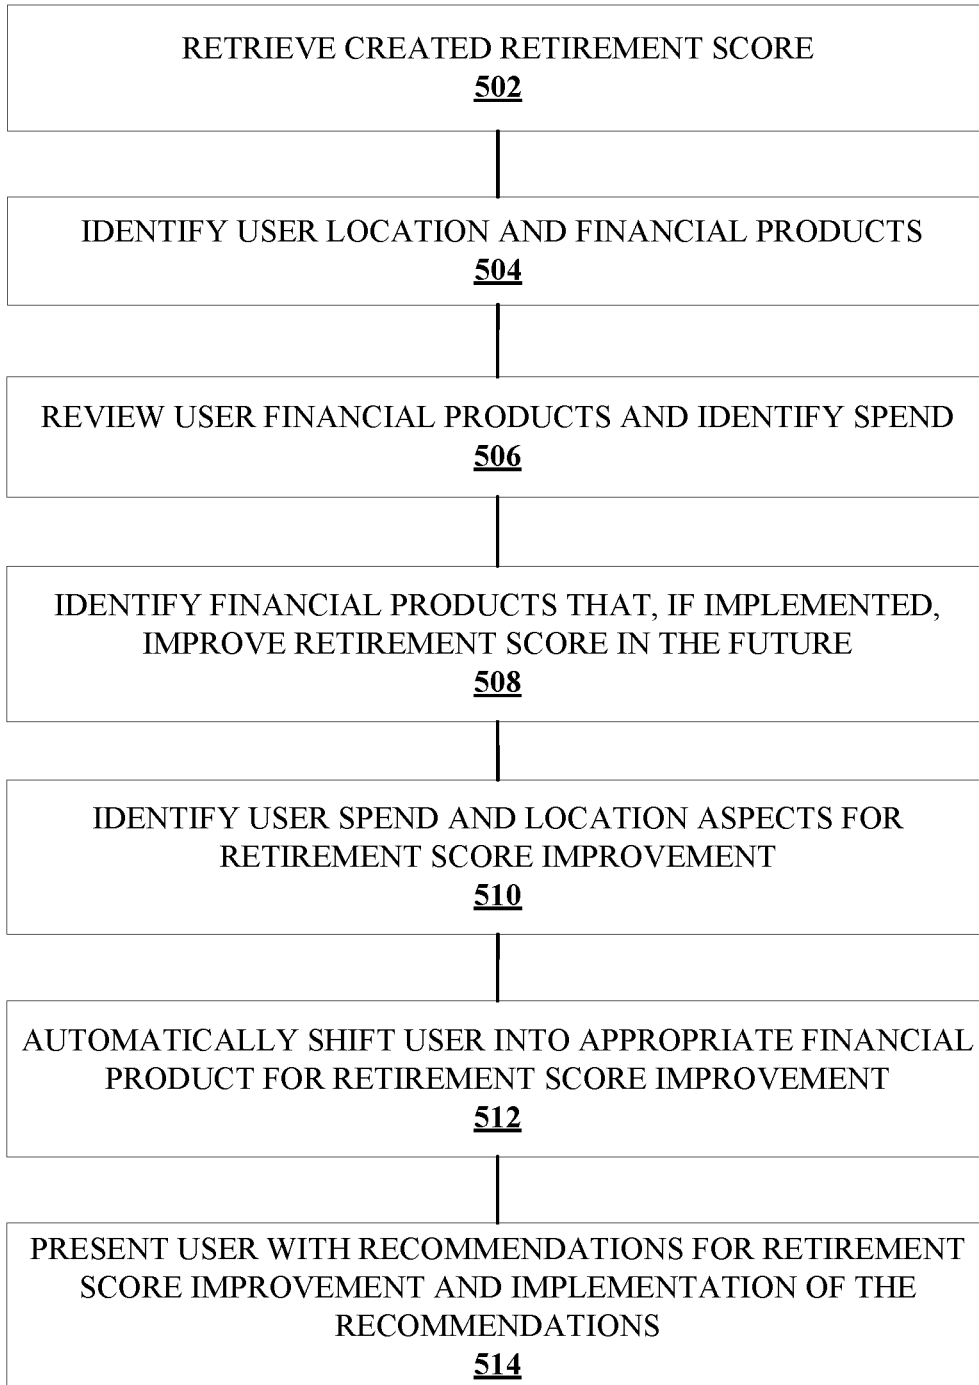 RETRIEVE CREATED RETIREMENT SCORE
502
IDENTIFY USER LOCATION AND FINANCIAL PRODUCTS
504
REVIEW USER FINANCIAL PRODUCTS AND IDENTIFY SPEND
506
IDENTIFY FINANCIAL PRODUCTS THAT, IF IMPLEMENTED,
IMPROVE RETIREMENT SCORE IN THE FUTURE
508
IDENTIFY USER SPEND AND LOCATION ASPECTS FOR
RETIREMENT SCORE IMPROVEMENT
510
AUTOMATICALLY SHIFT USER INTO APPROPRIATE FINANCIAL
PRODUCT FOR RETIREMENT SCORE IMPROVEMENT
512
PRESENT USER WITH RECOMMENDATIONS FOR RETIREMENT
SCORE IMPROVEMENT AND IMPLEMENTATION OF THE
RECOMMENDATIONS
514